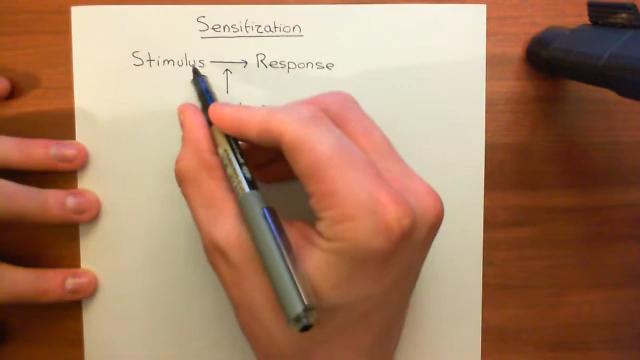 Sensitization
Stimulus → Response
↑